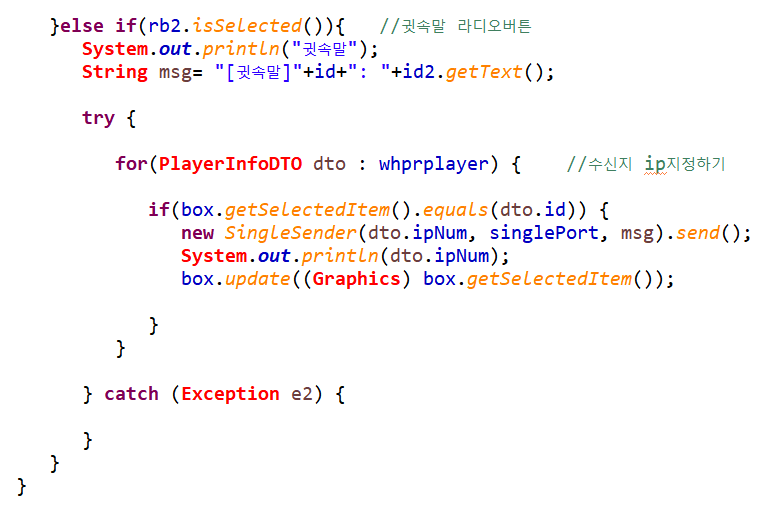 }else if(rb2.isSelected()){ //귓속말 라디오버튼
System.out.println("귓속말");
String msg= "[귓속말]"+id+": "+id2.getText();
try {
for(PlayerInfoDTO dto : whprplayer) { //수신지 ip지정하기
if(box.getSelectedItem().equals(dto.id)) {
new SingleSender(dto.ipNum, singlePort, msg).send();
System.out.println(dto.ipNum);
box.update((Graphics) box.getSelectedItem());
}
}
} catch (Exception e2) {
}
}
}